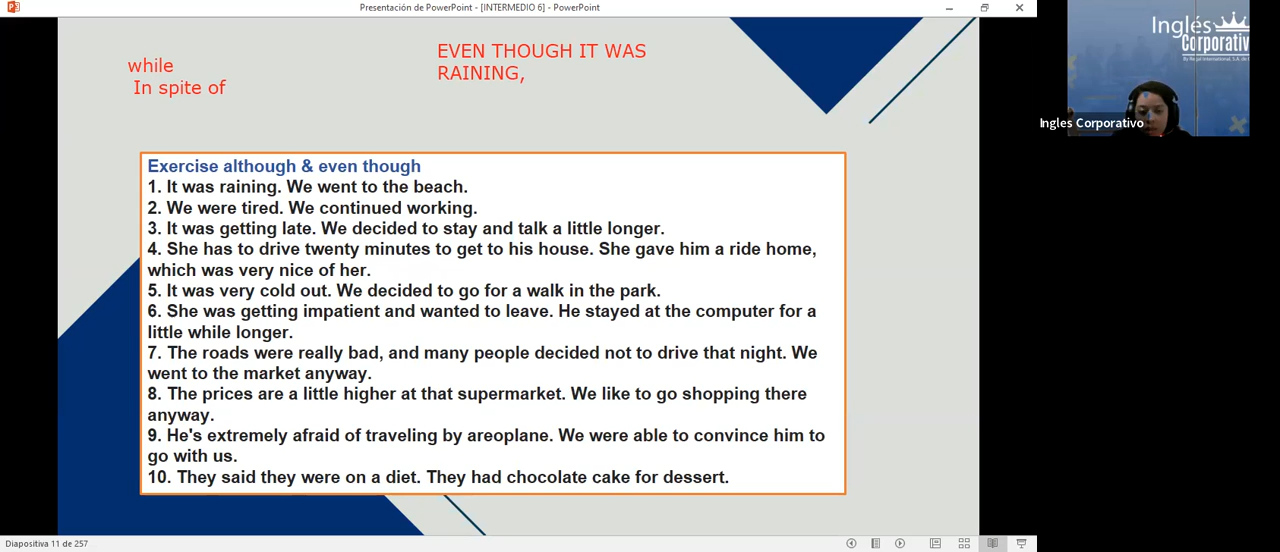 Presentación de PowerPoint - [INTERMEDIO 6] - PowerPoint
while
In spite of
EVEN THOUGH IT WAS
RAINING,
Exercise although & even though
1. It was raining. We went to the beach.
2. We were tired. We continued working.
3. It was getting late. We decided to stay and talk a little longer.
4. She has to drive twenty minutes to get to his house. She gave him a ride home,
which was very nice of her.
5. It was very cold out. We decided to go for a walk in the park.
6. She was getting impatient and wanted to leave. He stayed at the computer for a
little while longer.
7. The roads were really bad, and many people decided not to drive that night. We
went to the market anyway.
8. The prices are a little higher at that supermarket. We like to go shopping there
anyway.
9. He's extremely afraid of traveling by areoplane. We were able to convince him to
go with us.
10. They said they were on a diet. They had chocolate cake for dessert.
Diapositiva 11 de 257
Inglés
Corporativ
Ingles Corporativo